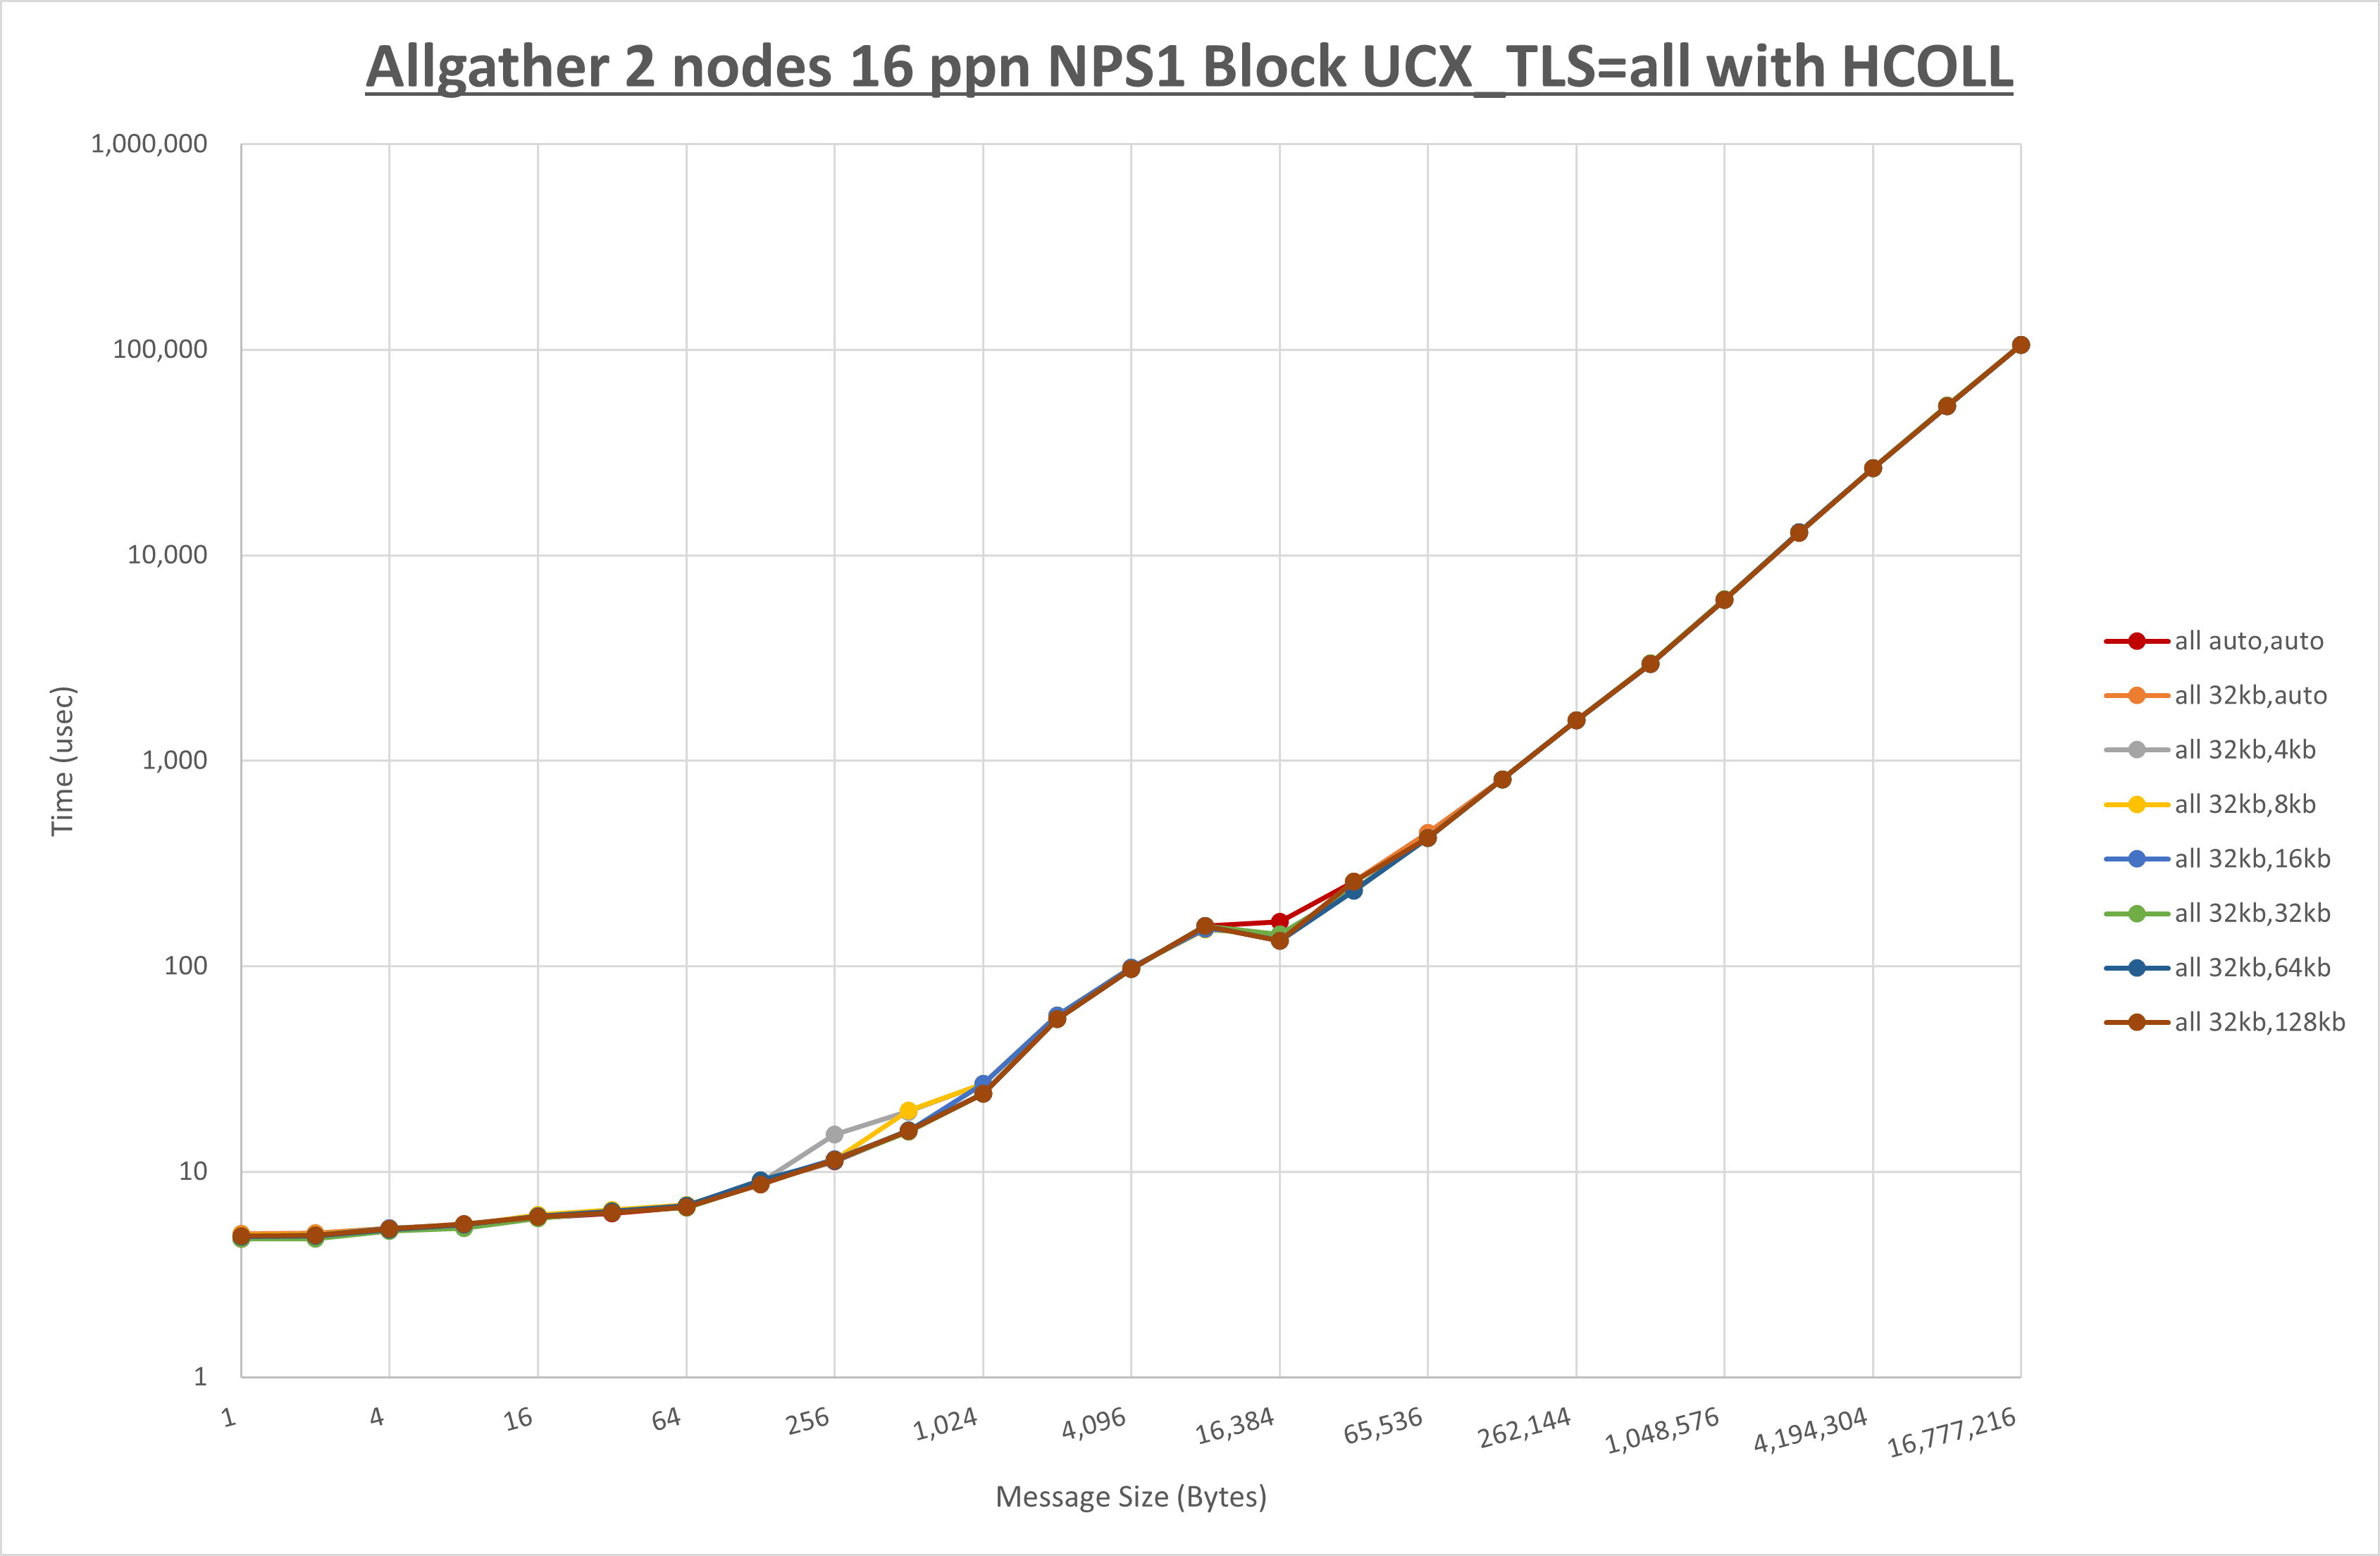 Allgather 2 nodes 16 ppn NPS1 Block UCX_TLS=all with HCOLL
1,000,000
100,000
10,000
1,000
100
10
1
Time (usec)
1 4 16 64 256 1,024 4,096 16,384 65,536 262,144 1,048,576 4,194,304 16,777,216
Message Size (Bytes)
all auto,auto
all 32kb,auto
all 32kb,4kb
all 32kb,8kb
all 32kb,16kb
all 32kb,32kb
all 32kb,64kb
all 32kb,128kb